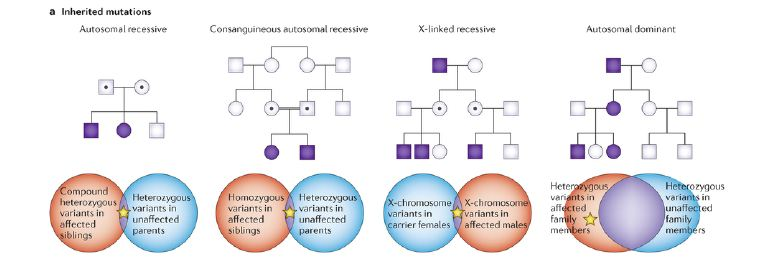 a Inherited mutations
Autosomal recessive
Consanguineous autosomal recessive
X-linked recessive
Autosomal dominant
Compound
heterozygous
variants in
affected
siblings
Heterozygous
variants in
unaffected
parents
Homozygous
variants in
affected
siblings
Heterozygous
variants in
unaffected
parents
X-chromosome
variants in
carrier females
X-chromosome
variants in
affected males
Heterozygous
variants in
affected
family
members
Heterozygous
variants in
unaffected
family
members